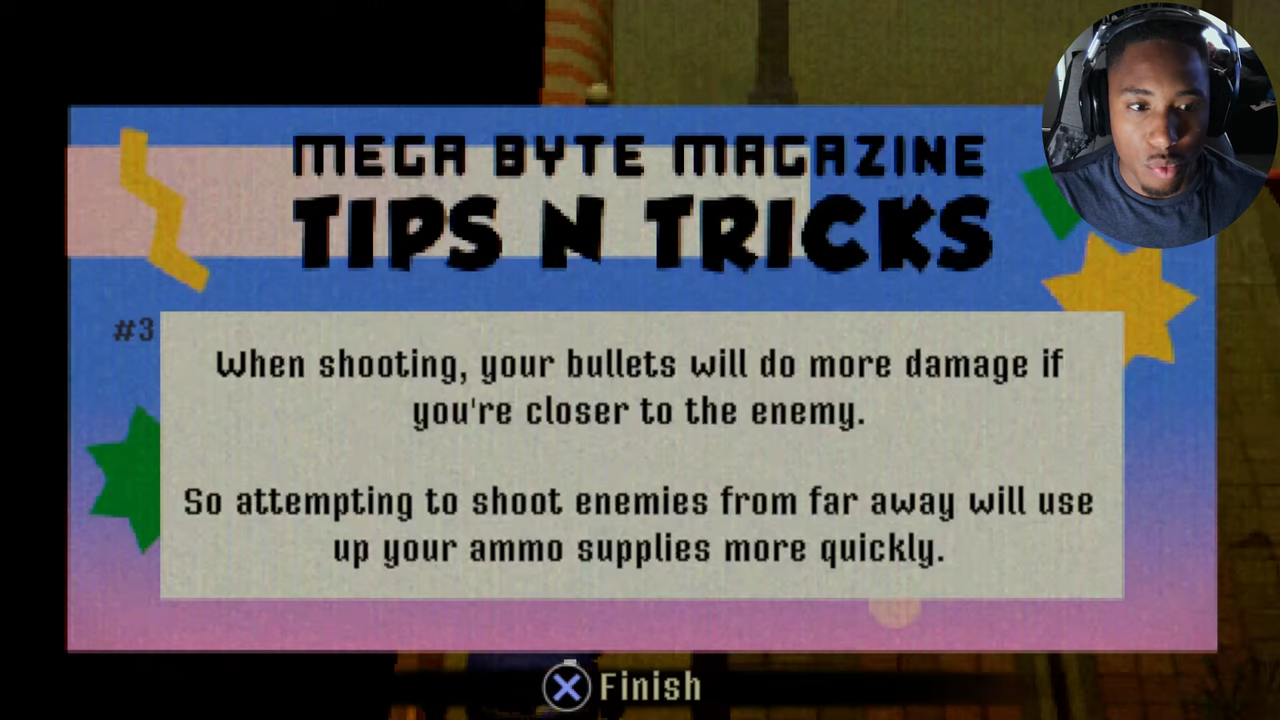 MEGA BYTE MAGAZINE
TIPS N TRICKS
#3
When shooting, your bullets will do more damage if
you're closer to the enemy.
So attempting to shoot enemies from far away will use
up your ammo supplies more quickly.
Finish